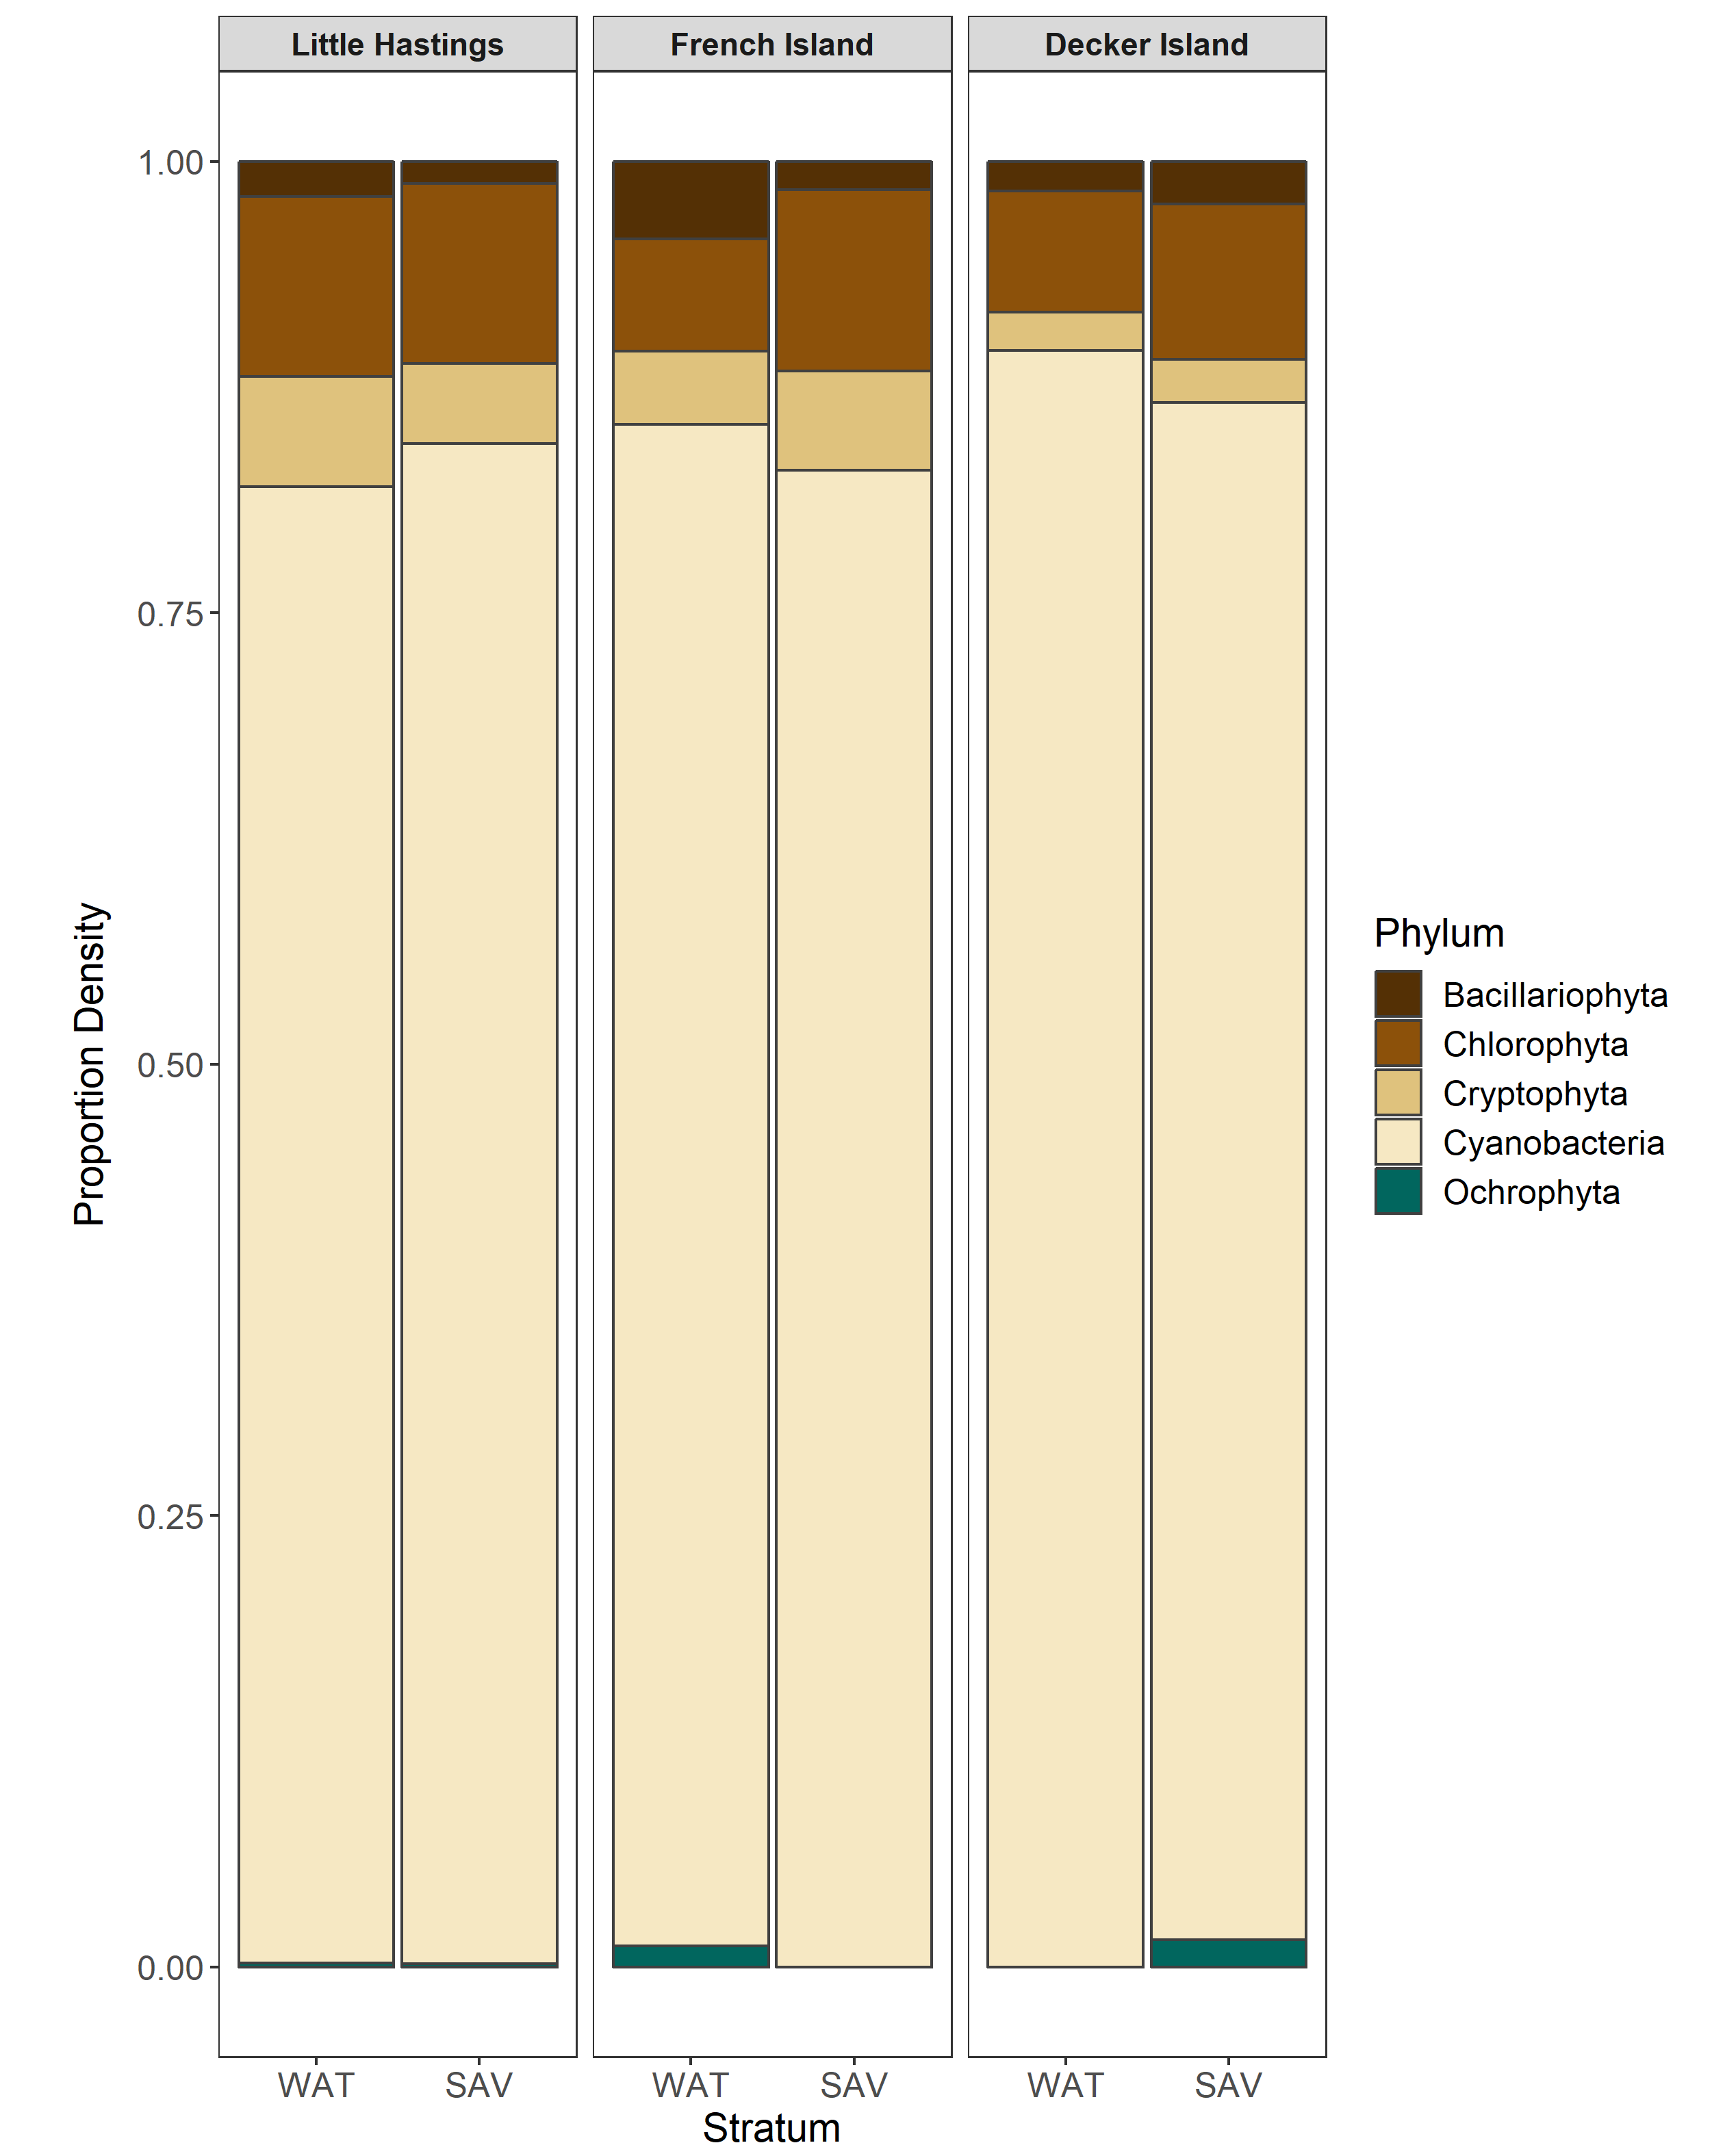 Little Hastings
French Island
Decker Island
1.00
0.75
0.50
0.25
0.00
Proportion Density
WAT
SAV
WAT
SAV
WAT
SAV
Stratum
Phylum
Bacillariophyta
Chlorophyta
Cryptophyta
Cyanobacteria
Ochrophyta